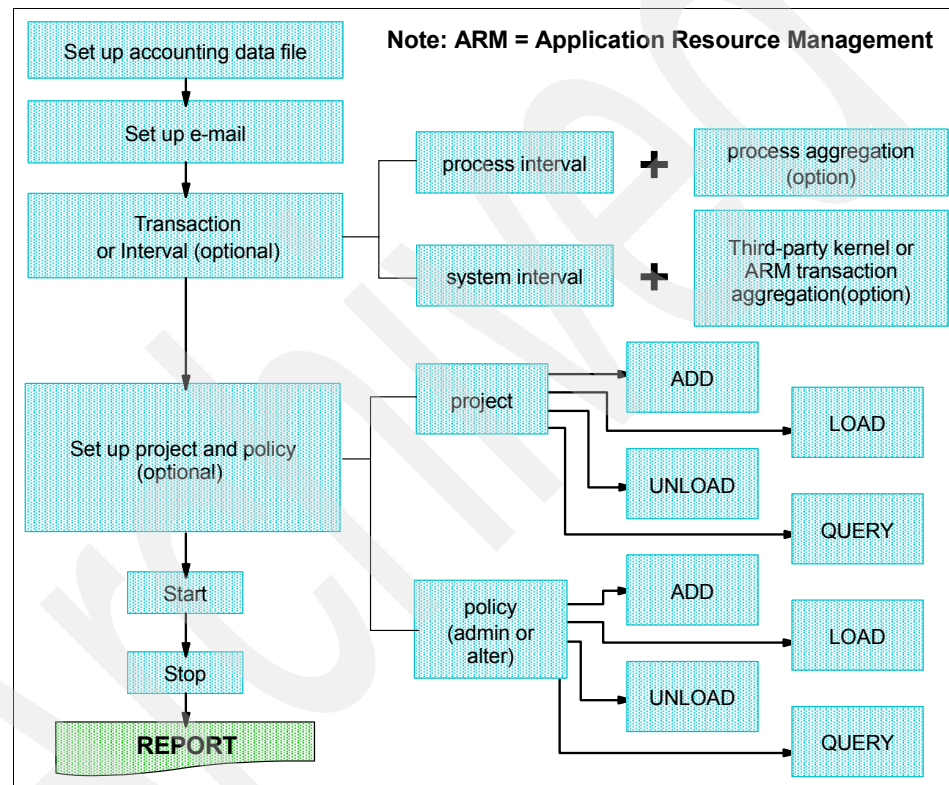 Set up accounting data file
Note: ARM = Application Resource Management
Set up e-mail
process interval
process aggregation
(option)
Transaction
or Interval (optional)
system interval
Third-party kernel or
ARM transaction
aggregation(option)
project
ADD
LOAD
Set up project and policy
(optional)
UNLOAD
QUERY
Start
policy
(admin or
alter)
ADD
LOAD
Stop
UNLOAD
REPORT
QUERY
Archived